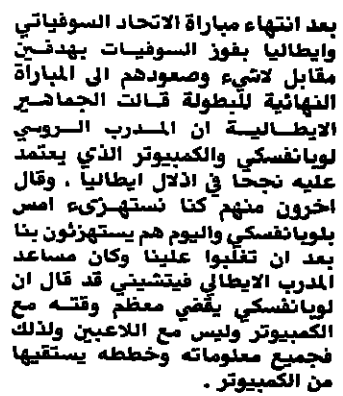 بعد انتهاء مباراة الاتحاد السوفياتي
وايطاليا بفوز السوفيات بهدفين
مقابل لاشيء وصعودهم الى المباراة
النهائية للبطولة قالت الجماهير
الايطالية ان المدرب الروسي
لوبانفسكي والكمبيوتر الذي يعتمد
عليه نجحا في اذلال ايطاليا . وقال
اخرون منهم كنا نستهزىء امس
بلوبانفسكي واليوم هم يستهزئون بنا
بعد ان تغلبوا علينا وكان مساعد
المدرب الايطالي فيتشيني قد قال ان
لوبانفسكي يقضي معظم وقته مع
الكمبيوتر وليس مع اللاعبين ولذلك
فجميع معلوماته وخططه يستقيها
من الكمبيوتر .